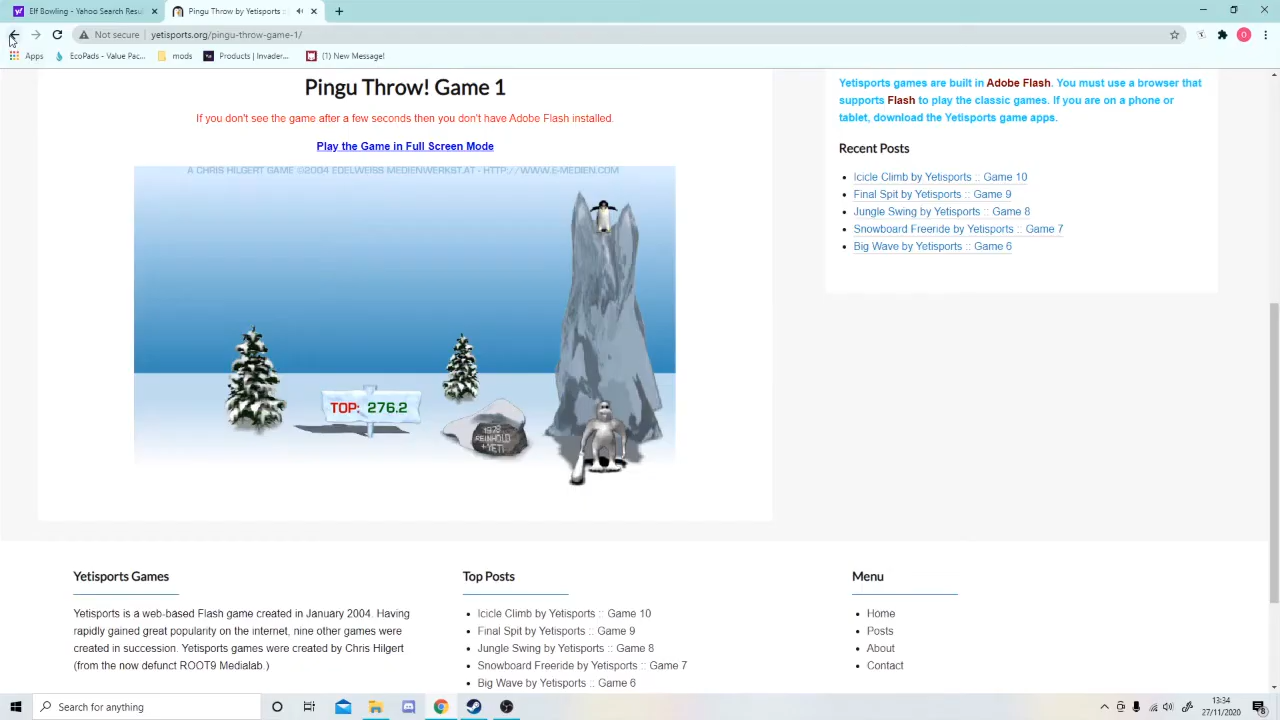 Elf Bowling - Yahoo Search Resu
Pingu Throw by Yetisports ::
Not secure
yetisports.org/pingu-throw-game-1/
O
Apps
EcoPads - Value Pac...
mods
Products | Invader...
(1) New Message!
Pingu Throw! Game 1
If you don't see the game after a few seconds then you don't have Adobe Flash installed.
Play the Game in Full Screen Mode
A CHRIS HILGERT GAME ©2004 EDELWEISS MEDIENWERKST.AT - HTTP://WWW.E-MEDIEN.COM
TOP: 276.2
1978
REINHOLD
+YETI
Yetisports games are built in Adobe Flash. You must use a browser that
supports Flash to play the classic games. If you are on a phone or
tablet, download the Yetisports game apps.
Recent Posts
Icicle Climb by Yetisports :: Game 10
Final Spit by Yetisports :: Game 9
Jungle Swing by Yetisports :: Game 8
Snowboard Freeride by Yetisports :: Game 7
Big Wave by Yetisports :: Game 6
Yetisports Games
Yetisports is a web-based Flash game created in January 2004. Having
rapidly gained great popularity on the internet, nine other games were
created in succession. Yetisports games were created by Chris Hilgert
(from the now defunct ROOT9 Medialab.)
Top Posts
Icicle Climb by Yetisports :: Game 10
Final Spit by Yetisports :: Game 9
Jungle Swing by Yetisports :: Game 8
Snowboard Freeride by Yetisports :: Game 7
Big Wave by Yetisports :: Game 6
Menu
Home
Posts
About
Contact
Search for anything
13:34
27/11/2020